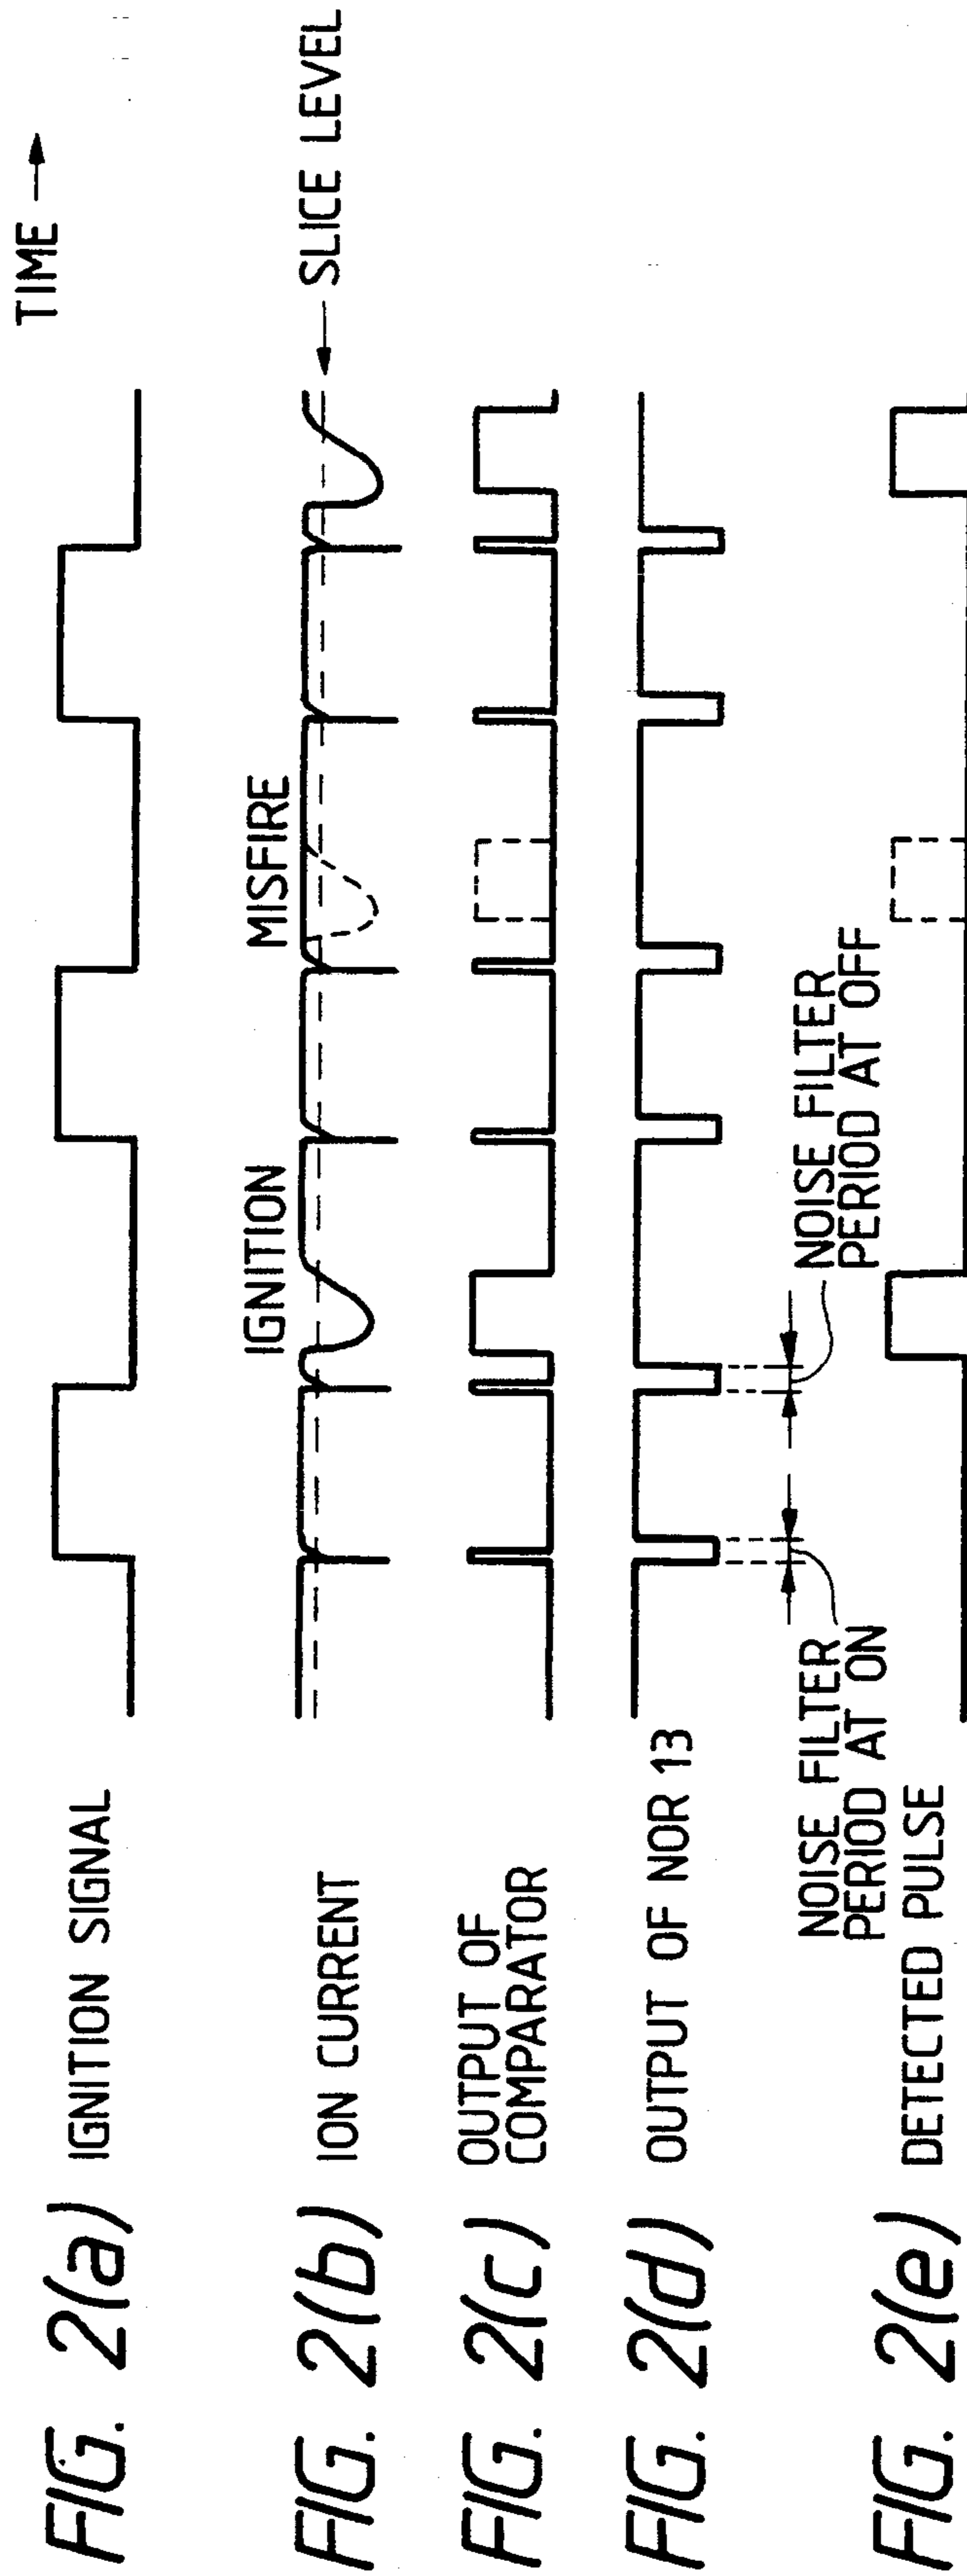 TIME
FIG. 2(a) IGNITION SIGNAL
IGNITION
MISFIRE
FIG. 2(b) ION CURRENT
SLICE LEVEL
FIG. 2(c) OUTPUT OF
COMPARATOR
FIG. 2(d) OUTPUT OF NOR 13
NOISE FILTER
PERIOD AT ON
NOISE FILTER
PERIOD AT OFF
FIG. 2(e) DETECTED PULSE